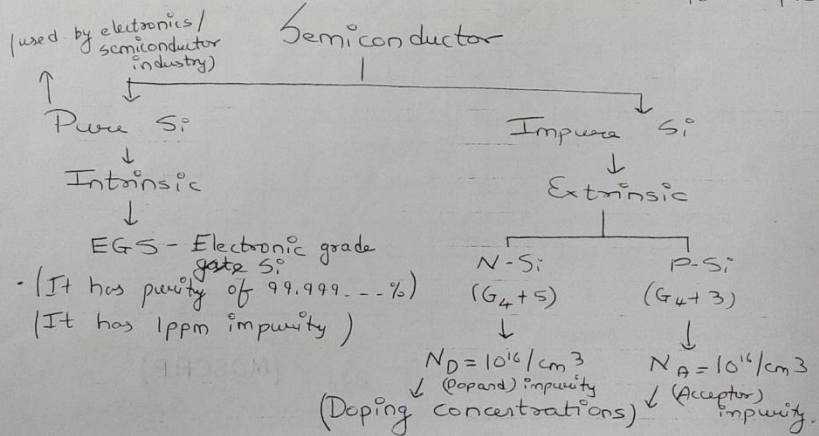 (used by electronics/
semiconductor
industry)
Semiconductor
Pure Si
Impure Si
Intrinsic
Extrinsic
EGS - Electronic grade
gate Si
- (It has purity of 99.999---%)
(It has 1ppm impurity)
N-Si
P-Si
(G4+5)
(G4+3)
ND = 10^16/cm3
(Dopand) impurity
NA = 10^16/cm3
(Acceptor)
impurity.
(Doping concentrations)